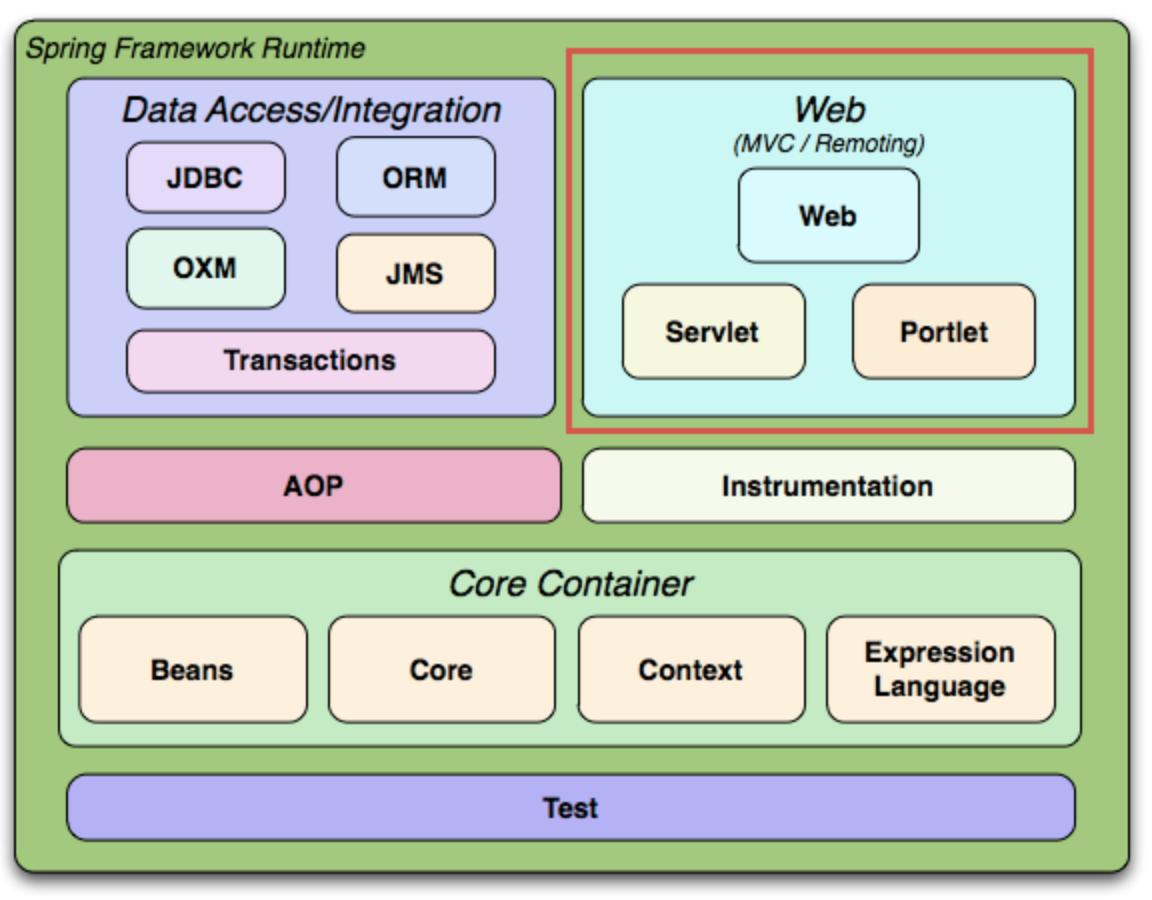 Spring Framework Runtime
Data Access/Integration
JDBC
ORM
OXM
JMS
Transactions
Web
(MVC / Remoting)
Web
Servlet
Portlet
AOP
Instrumentation
Core Container
Beans
Core
Context
Expression
Language
Test